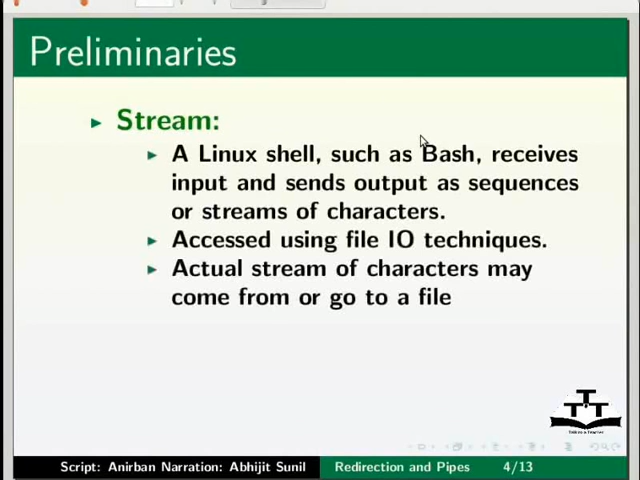 Preliminaries
Stream:
A Linux shell, such as Bash, receives
input and sends output as sequences
or streams of characters.
Accessed using file IO techniques.
Actual stream of characters may
come from or go to a file
Script: Anirban Narration: Abhijit Sunil Redirection and Pipes 4/13